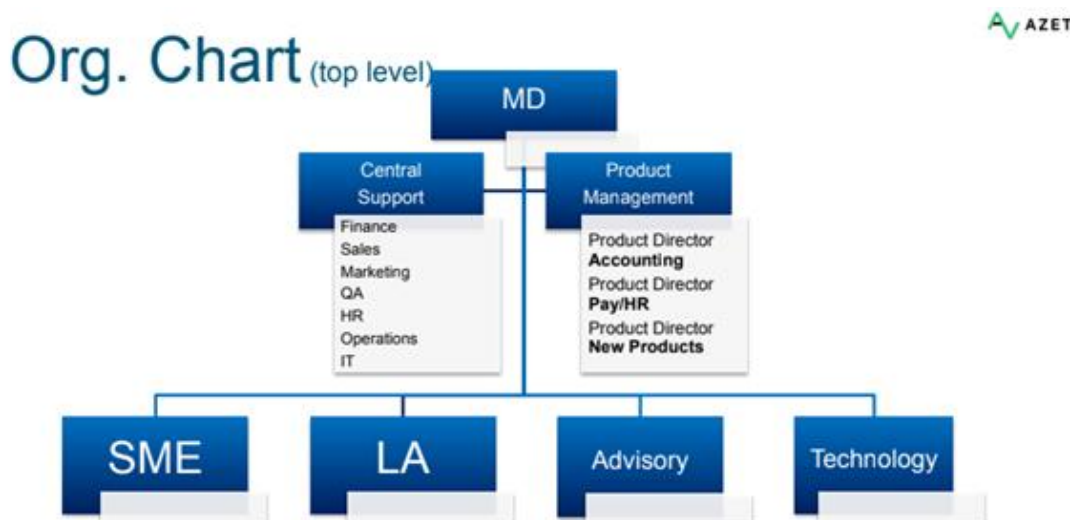 AZET
Org. Chart (top level)
MD
Central
Support
Finance
Sales
Marketing
QA
HR
Operations
IT
Product
Management
Product Director
Accounting
Product Director
Pay/HR
Product Director
New Products
SME
LA
Advisory
Technology